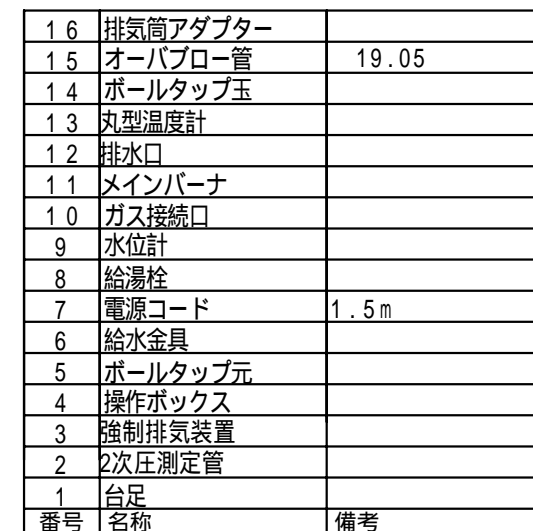 16 排気筒アダプター
15 オーバブロー管 19.05
14 ボールタップ玉
13 丸型温度計
12 排水口
11 メインバーナ
10 ガス接続口
9 水位計
8 給湯栓
7 電源コード 1.5m
6 給水金具
5 ボールタップ元
4 操作ボックス
3 強制排気装置
2 2次圧測定管
1 台足
番号 名称 備考